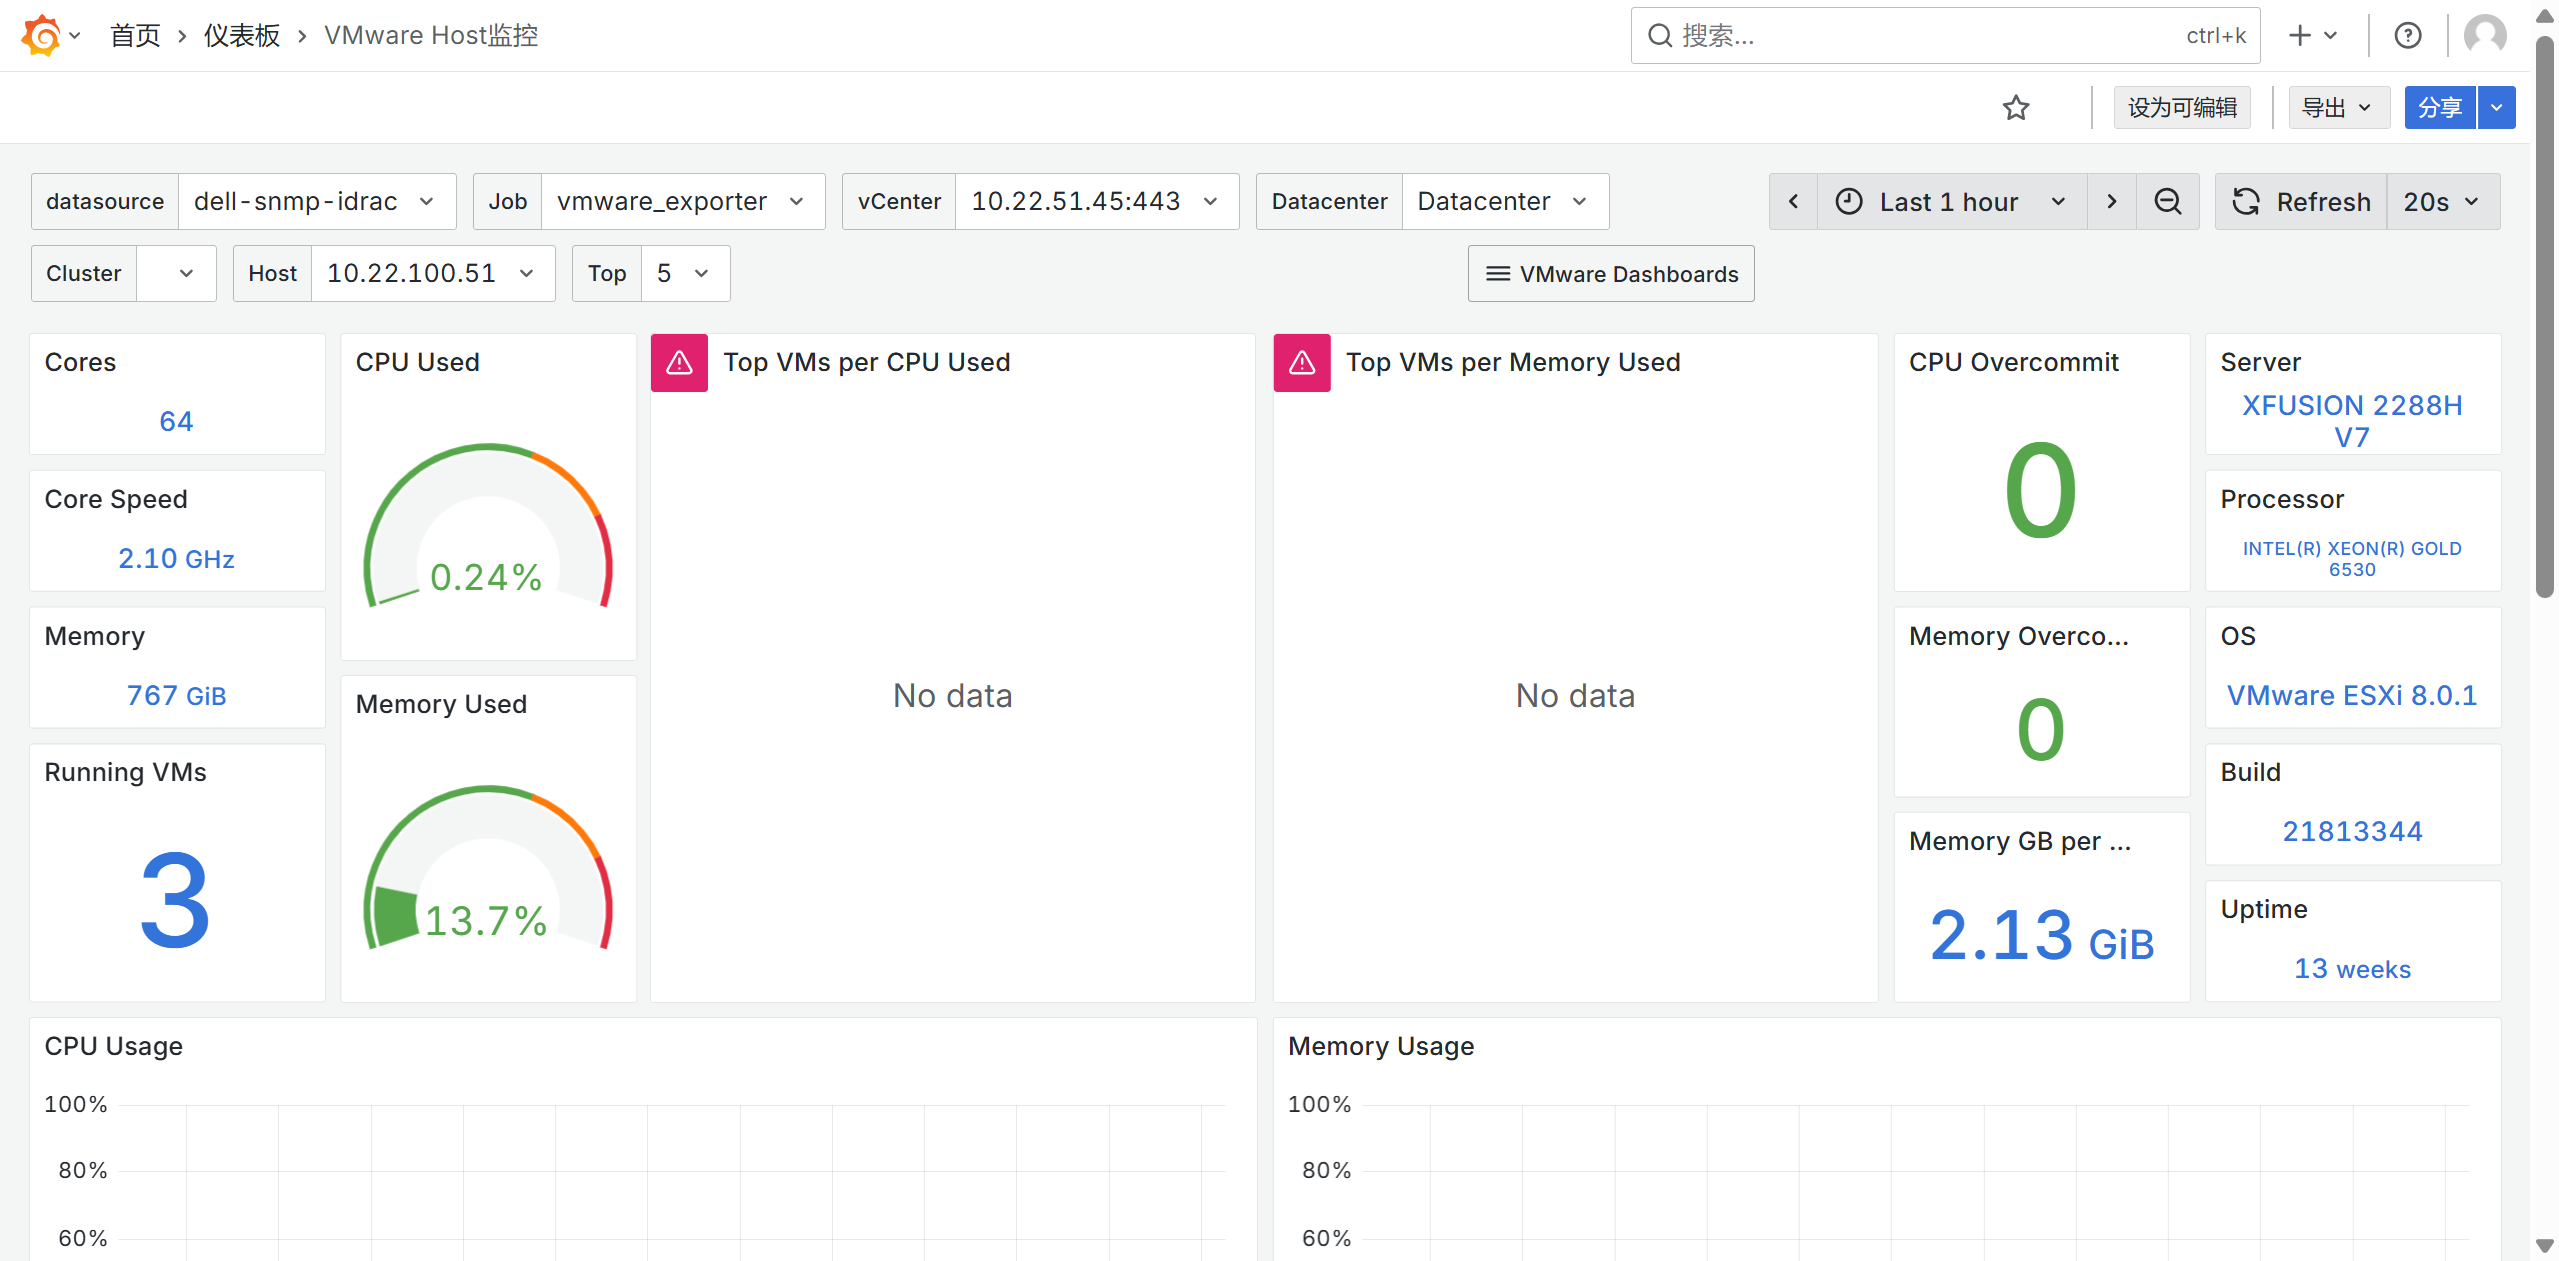 首页 › 仪表板 › VMware Host监控
搜索... ctrl+k
设为可编辑 导出 分享
datasource dell-snmp-idrac Job vmware_exporter vCenter 10.22.51.45:443 Datacenter Datacenter Last 1 hour Refresh 20s
Cluster Host 10.22.100.51 Top 5 VMware Dashboards
Cores
64
Core Speed
2.10 GHz
Memory
767 GiB
Running VMs
3
CPU Used
0.24%
Memory Used
13.7%
Top VMs per CPU Used
No data
Top VMs per Memory Used
No data
CPU Overcommit
0
Memory Overco...
0
Memory GB per ...
2.13 GiB
Server
XFUSION 2288H
V7
Processor
INTEL(R) XEON(R) GOLD
6530
OS
VMware ESXi 8.0.1
Build
21813344
Uptime
13 weeks
CPU Usage
100%
80%
60%
Memory Usage
100%
80%
60%